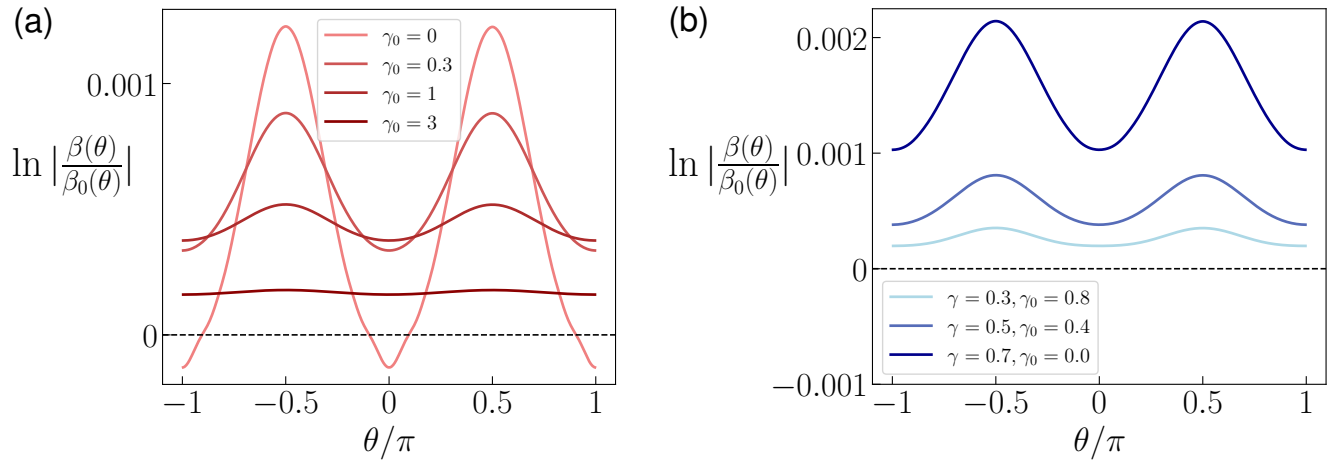 (a)
ln |β(θ)/β₀(θ)|
0.001
0
γ₀ = 0
γ₀ = 0.3
γ₀ = 1
γ₀ = 3
−1
−0.5
0
0.5
1
θ/π
(b)
ln |β(θ)/β₀(θ)|
0.002
0.001
0
−0.001
γ = 0.3, γ₀ = 0.8
γ = 0.5, γ₀ = 0.4
γ = 0.7, γ₀ = 0.0
−1
−0.5
0
0.5
1
θ/π